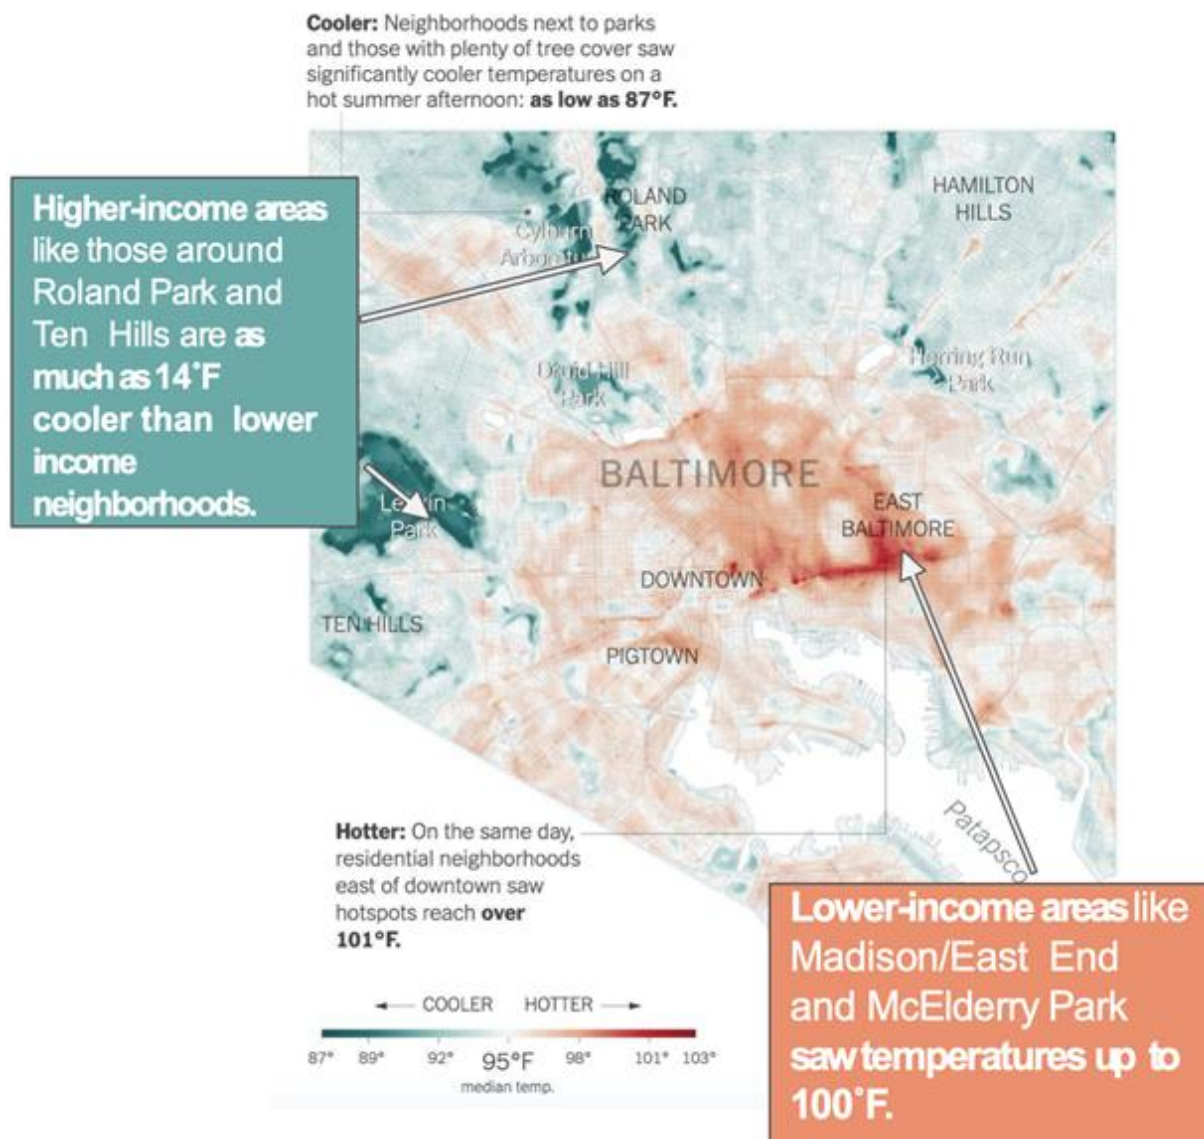 Cooler: Neighborhoods next to parks
and those with plenty of tree cover saw
significantly cooler temperatures on a
hot summer afternoon: as low as 87°F.
Higher-income areas
like those around
Roland Park and
Ten Hills are as
much as 14°F
cooler than lower
income
neighborhoods.
ROLAND
PARK
HAMILTON
HILLS
Cylburn
Arboretum
Druid Hill
Park
Herring Run
Park
BALTIMORE
EAST
BALTIMORE
Leakin
Park
DOWNTOWN
TEN HILLS
PIGTOWN
Patapsco
Hotter: On the same day,
residential neighborhoods
east of downtown saw
hotspots reach over
101°F.
Lower-income areas like
Madison/East End
and McElderry Park
saw temperatures up to
100°F.
COOLER HOTTER
87° 89° 92° 95°F 98° 101° 103°
median temp.